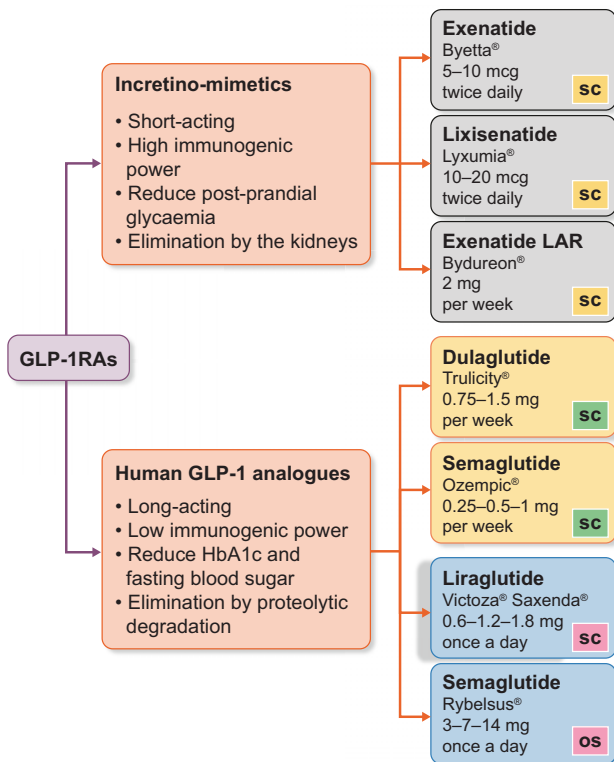 GLP-1RAs
Incretino-mimetics
• Short-acting
• High immunogenic
power
• Reduce post-prandial
glycaemia
• Elimination by the kidneys
Exenatide
Byetta®
5–10 mcg
twice daily
sc
Lixisenatide
Lyxumia®
10–20 mcg
twice daily
sc
Exenatide LAR
Bydureon®
2 mg
per week
sc
Human GLP-1 analogues
• Long-acting
• Low immunogenic power
• Reduce HbA1c and
fasting blood sugar
• Elimination by proteolytic
degradation
Dulaglutide
Trulicity®
0.75–1.5 mg
per week
sc
Semaglutide
Ozempic®
0.25–0.5–1 mg
per week
sc
Liraglutide
Victoza® Saxenda®
0.6–1.2–1.8 mg
once a day
sc
Semaglutide
Rybelsus®
3–7–14 mg
once a day
os